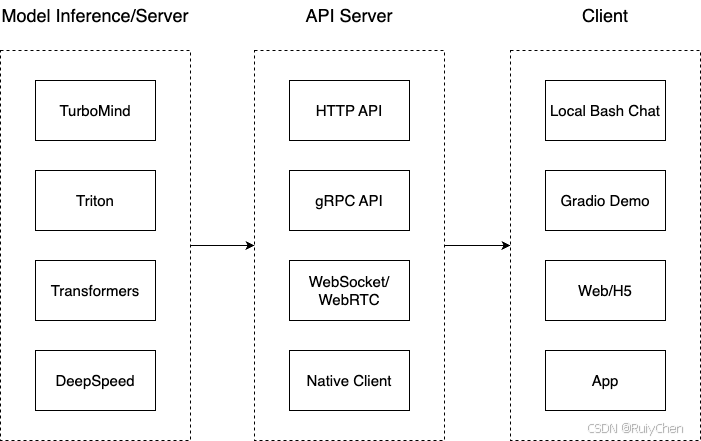 Model Inference/Server
TurboMind
Triton
Transformers
DeepSpeed
API Server
HTTP API
gRPC API
WebSocket/
WebRTC
Native Client
Client
Local Bash Chat
Gradio Demo
Web/H5
App
CSDN @RuiyChen